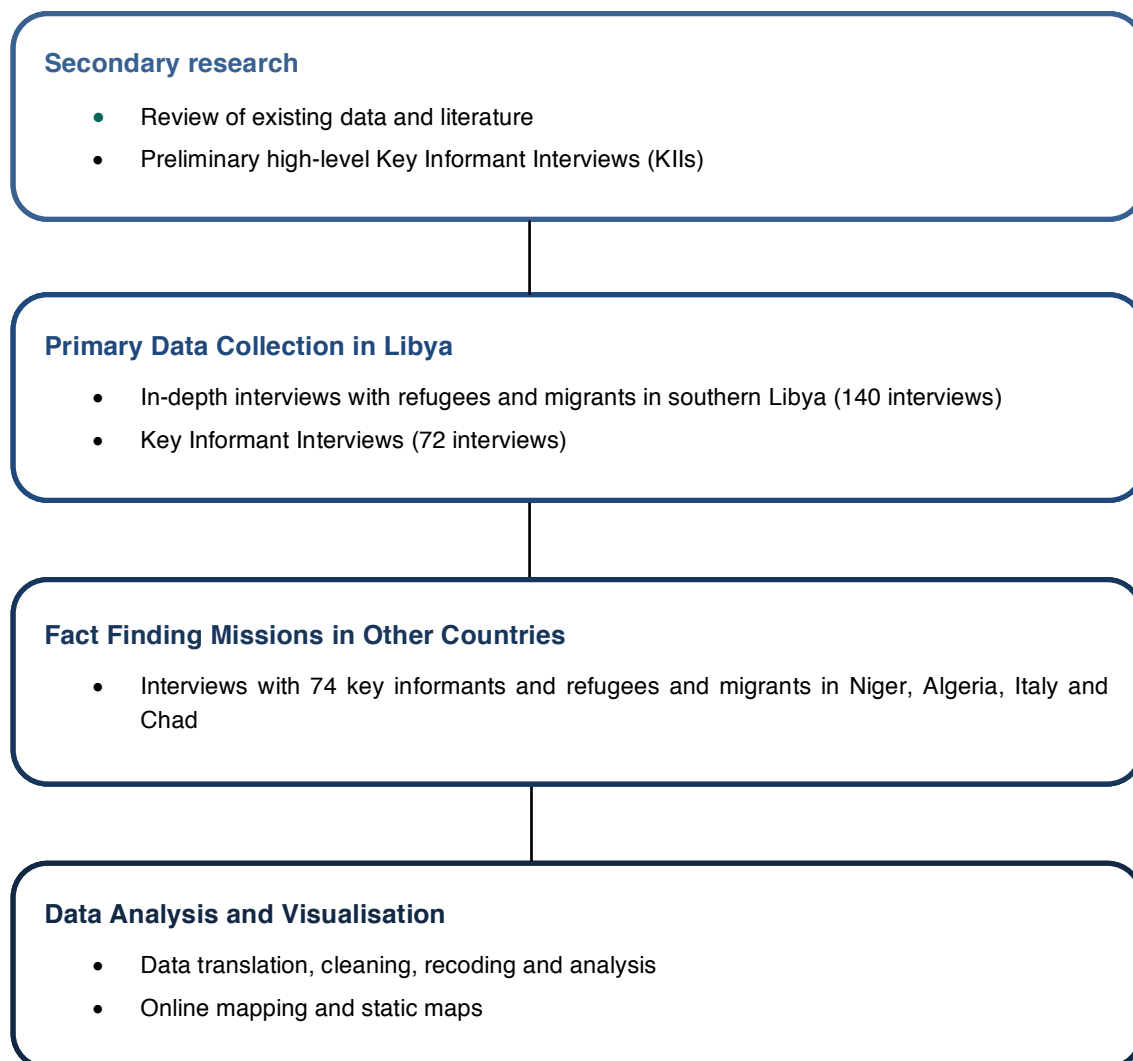 Secondary research
• Review of existing data and literature
• Preliminary high-level Key Informant Interviews (KIIs)
Primary Data Collection in Libya
• In-depth interviews with refugees and migrants in southern Libya (140 interviews)
• Key Informant Interviews (72 interviews)
Fact Finding Missions in Other Countries
• Interviews with 74 key informants and refugees and migrants in Niger, Algeria, Italy and
Chad
Data Analysis and Visualisation
• Data translation, cleaning, recoding and analysis
• Online mapping and static maps